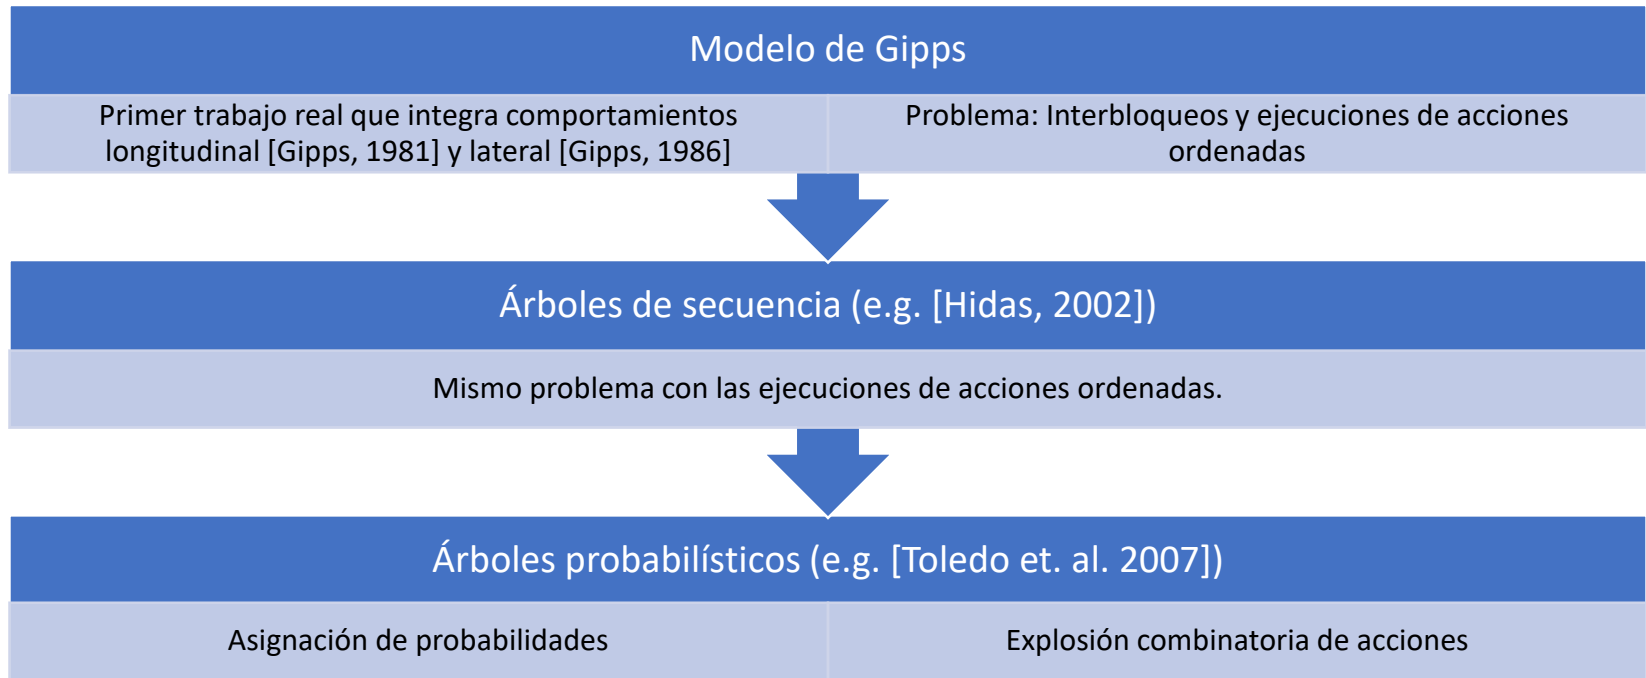 Modelo de Gipps
Primer trabajo real que integra comportamientos
longitudinal [Gipps, 1981] y lateral [Gipps, 1986]
Problema: Interbloqueos y ejecuciones de acciones
ordenadas
Árboles de secuencia (e.g. [Hidas, 2002])
Mismo problema con las ejecuciones de acciones ordenadas.
Árboles probabilísticos (e.g. [Toledo et. al. 2007])
Asignación de probabilidades
Explosión combinatoria de acciones